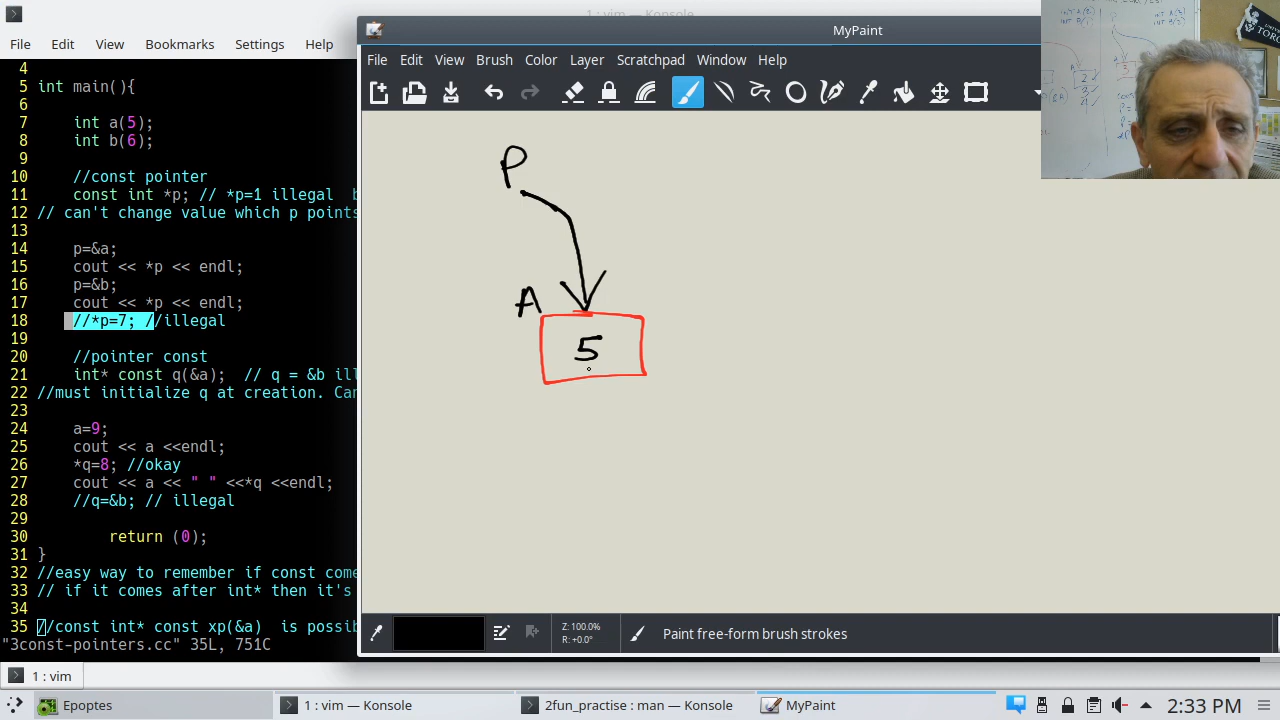 1 : vim — Konsole
File Edit View Bookmarks Settings Help
4
5 int main(){
6
7 int a(5);
8 int b(6);
9
10 //const pointer
11 const int *p; // *p=1 illegal b
12 // can't change value which p points
13
14 p=&a;
15 cout << *p << endl;
16 p=&b;
17 cout << *p << endl;
18 //*p=7; //illegal
19
20 //pointer const
21 int* const q(&a); // q = &b ill
22 //must initialize q at creation. Can
23
24 a=9;
25 cout << a <<endl;
26 *q=8; //okay
27 cout << a << " " <<*q <<endl;
28 //q=&b; // illegal
29
30 return (0);
31 }
32 //easy way to remember if const come
33 // if it comes after int* then it's
34
35 //const int* const xp(&a) is possib
"3const-pointers.cc" 35L, 751C
1 : vim
MyPaint
File Edit View Brush Color Layer Scratchpad Window Help
P
A
5
Z: 100.0%
R: +0.0°
Paint free-form brush strokes
Epoptes
1 : vim — Konsole
2fun_practise : man — Konsole
MyPaint
2:33 PM